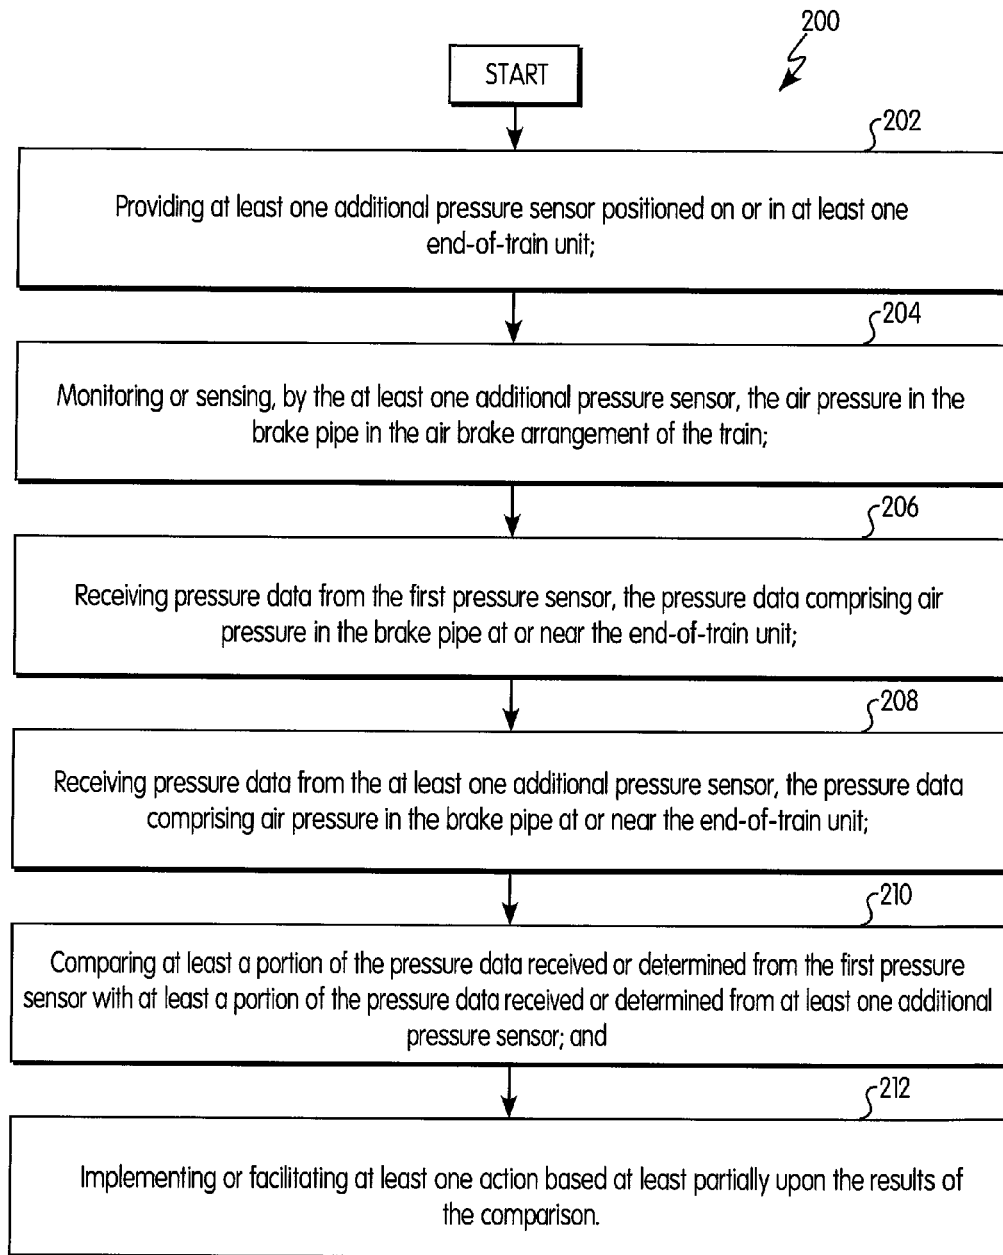 200
START
202
Providing at least one additional pressure sensor positioned on or in at least one
end-of-train unit;
204
Monitoring or sensing, by the at least one additional pressure sensor, the air pressure in the
brake pipe in the air brake arrangement of the train;
206
Receiving pressure data from the first pressure sensor, the pressure data comprising air
pressure in the brake pipe at or near the end-of-train unit;
208
Receiving pressure data from the at least one additional pressure sensor, the pressure data
comprising air pressure in the brake pipe at or near the end-of-train unit;
210
Comparing at least a portion of the pressure data received or determined from the first pressure
sensor with at least a portion of the pressure data received or determined from at least one additional
pressure sensor; and
212
Implementing or facilitating at least one action based at least partially upon the results of
the comparison.